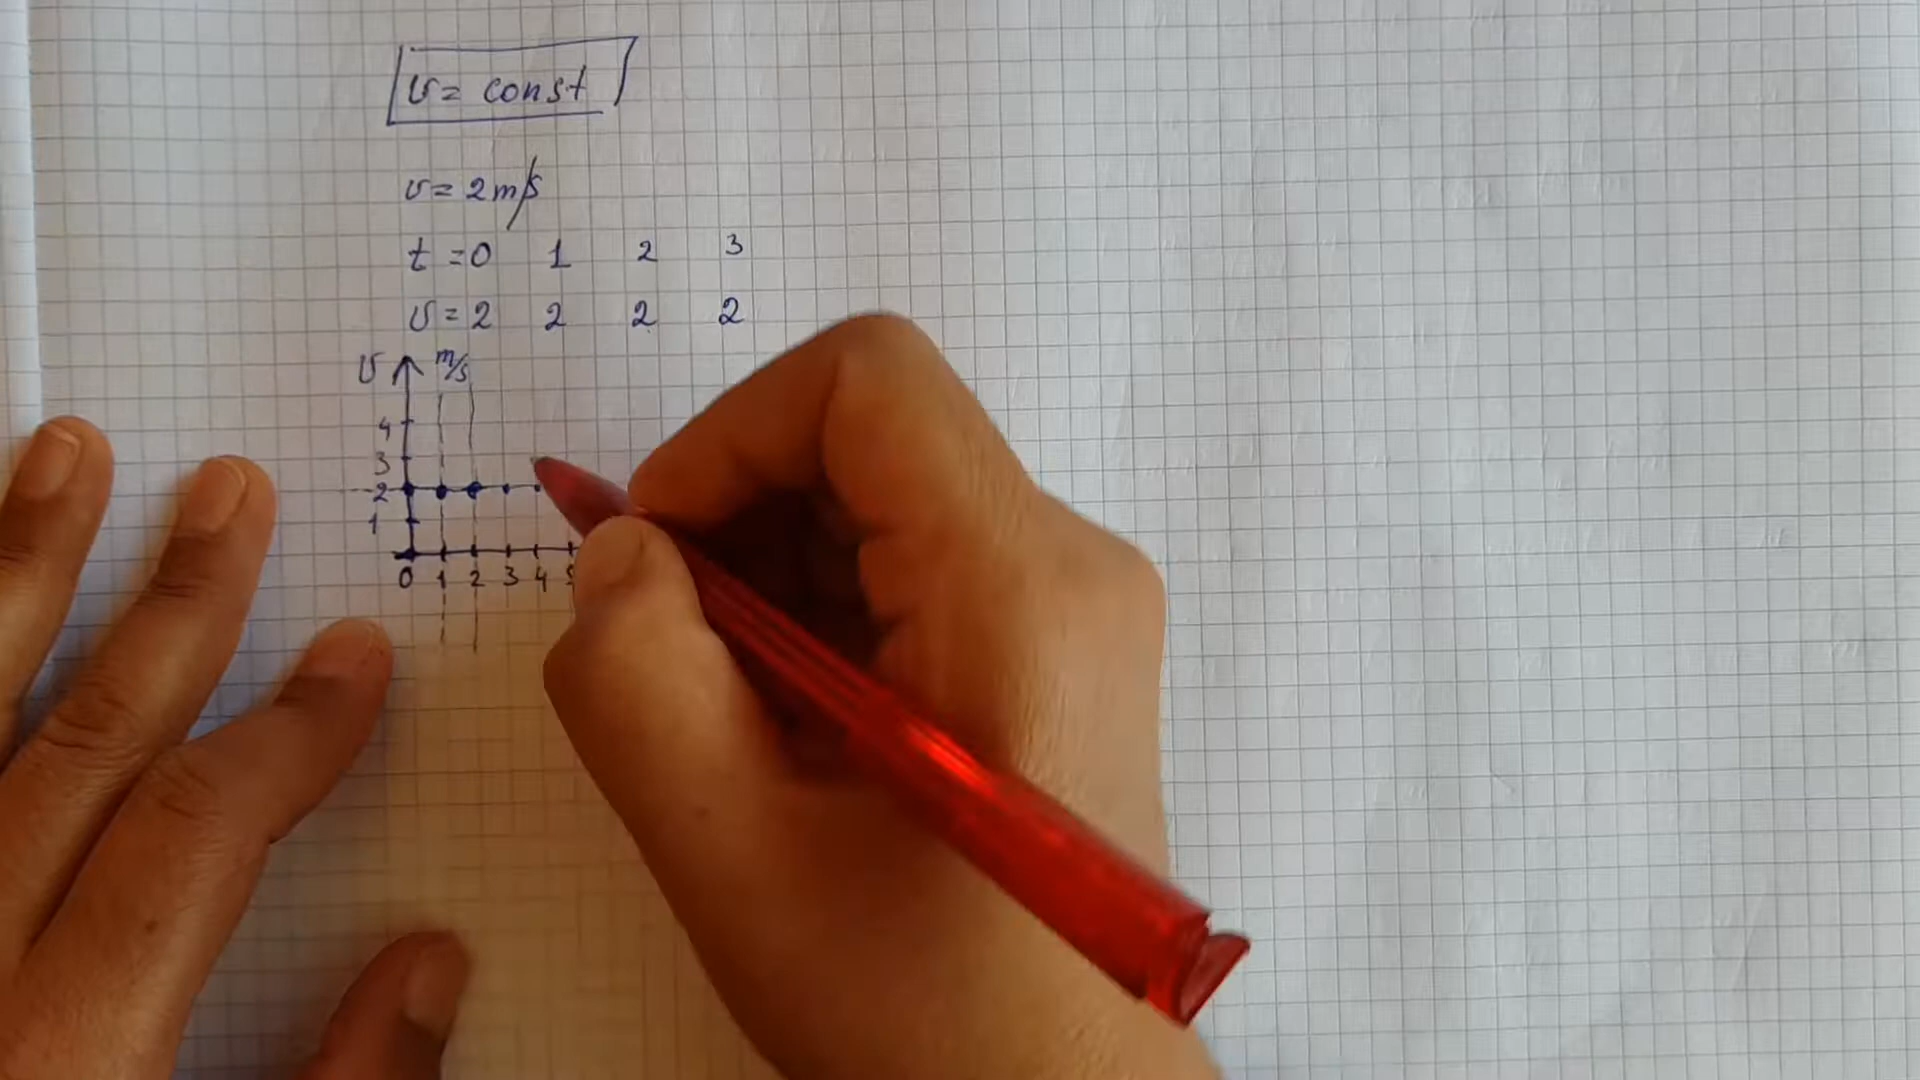 v = const
v = 2 m/s
t = 0 1 2 3
v = 2 2 2 2
v m/s
4
3
2
1
0 1 2 3 4 5